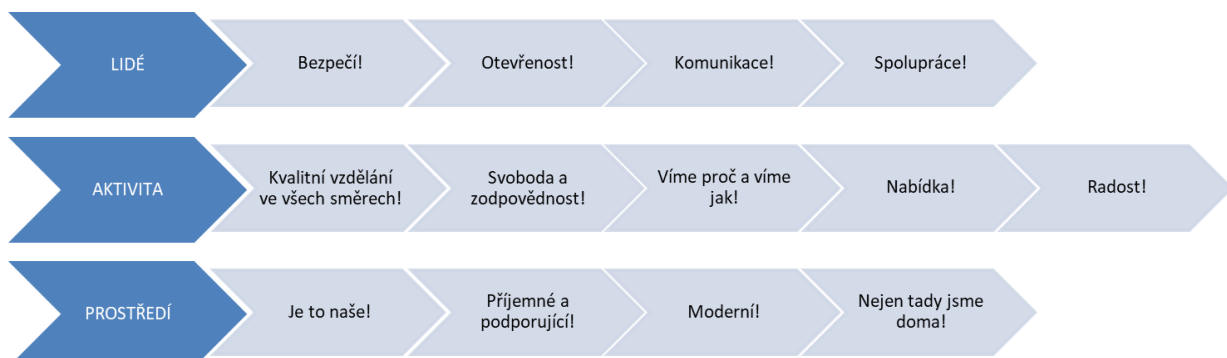 LIDÉ
Bezpečí!
Otevřenost!
Komunikace!
Spolupráce!
AKTIVITA
Kvalitní vzdělání
ve všech směrech!
Svoboda a
zodpovědnost!
Víme proč a víme
jak!
Nabídka!
Radost!
PROSTŘEDÍ
Je to naše!
Příjemné a
podporující!
Moderní!
Nejen tady jsme
doma!